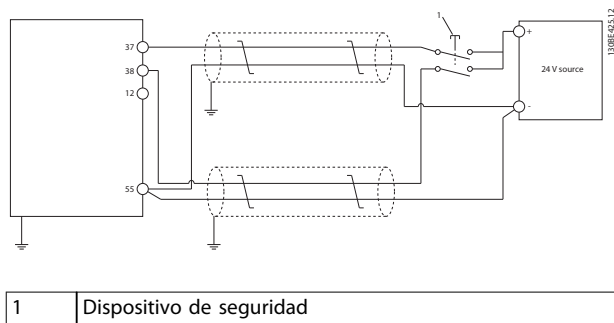 1
130BE425.12
37
+
38
24 V source
12
-
55
1 Dispositivo de seguridad